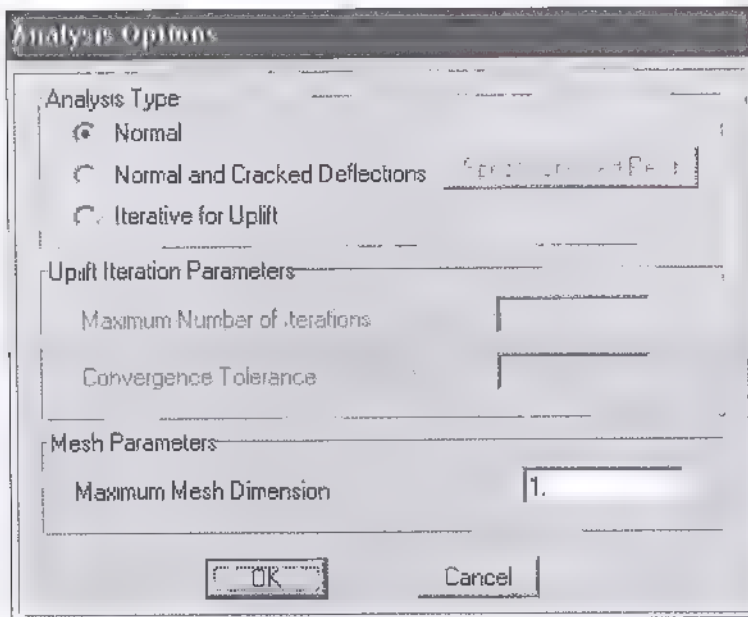 Analysis Options
Analysis Type
Normal
Normal and Cracked Deflections
Iterative for Uplift
Uplift Iteration Parameters
Maximum Number of Iterations
Convergence Tolerance
Mesh Parameters
Maximum Mesh Dimension
1.
OK
Cancel